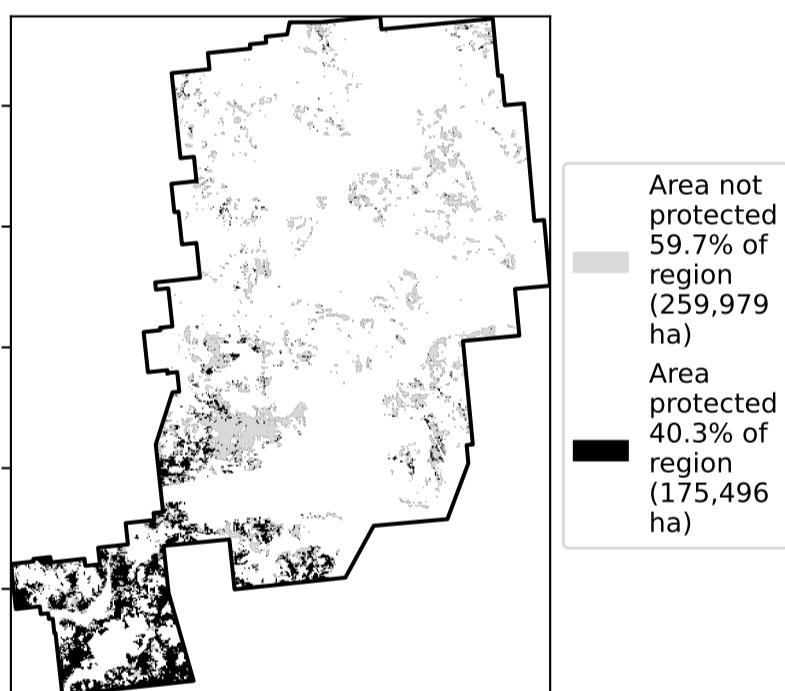 Area not
protected
59.7% of
region
(259,979
ha)
Area
protected
40.3% of
region
(175,496
ha)